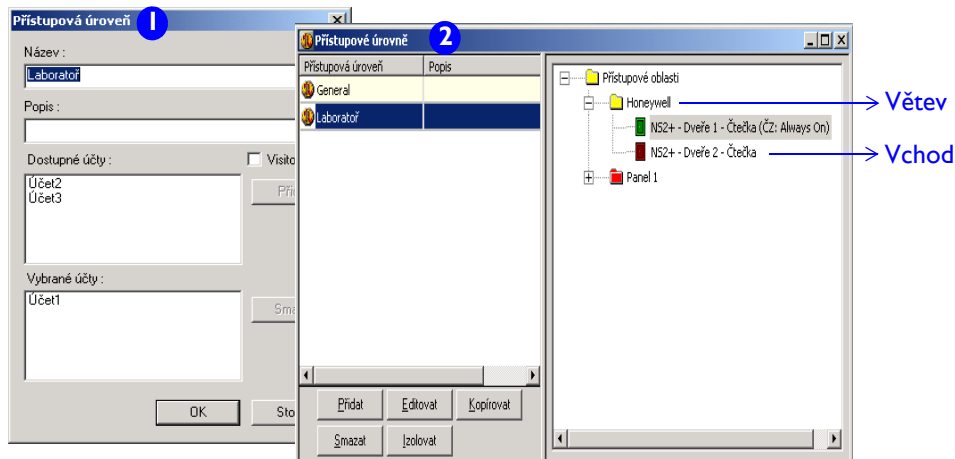 Přístupová úroveň
1
Název :
Laboratoř
Popis :
Dostupné účty :
Účet2
Účet3
Vybrané účty :
Účet1
OK
Přístupové úrovně
2
Přístupová úroveň Popis
General
Laboratoř
Přidat Editovat Kopírovat
Smazat Izolovat
Přístupové oblasti
Honeywell
NS2+ - Dveře 1 - Čtečka (ČZ: Always On)
NS2+ - Dveře 2 - Čtečka
Panel 1
Větev
Vchod